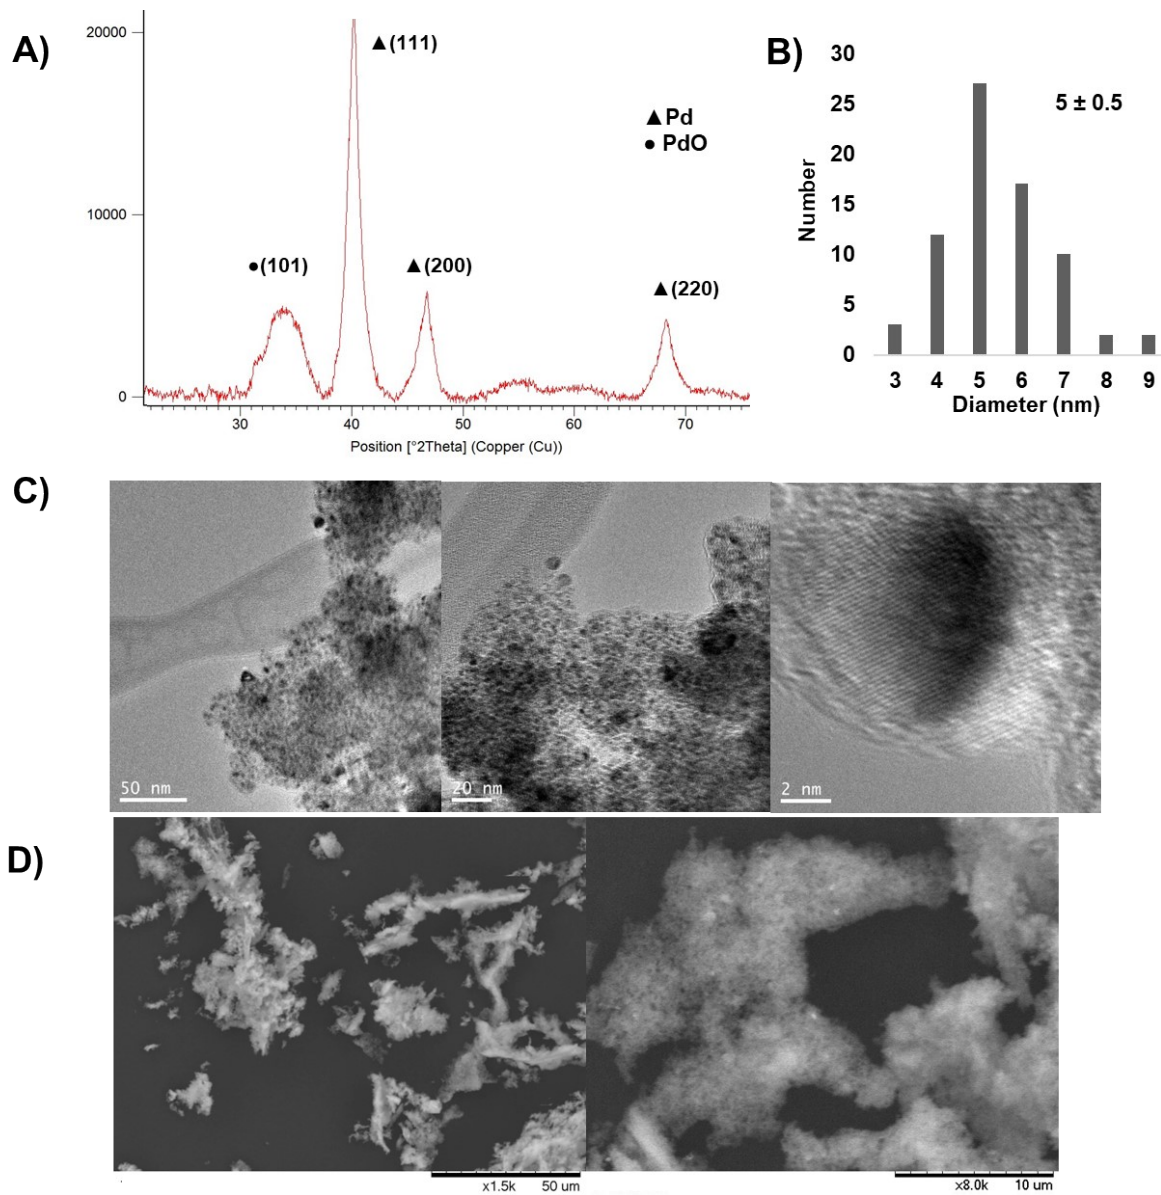 A)
20000
10000
0
▲(111)
▲Pd
● PdO
●(101)
▲(200)
▲(220)
30 40 50 60 70
Position [°2Theta] (Copper (Cu))
B)
30
25
20
15
10
5
0
Number
5 ± 0.5
3 4 5 6 7 8 9
Diameter (nm)
C)
50 nm
20 nm
2 nm
D)
x1.5k 50 um
x8.0k 10 um